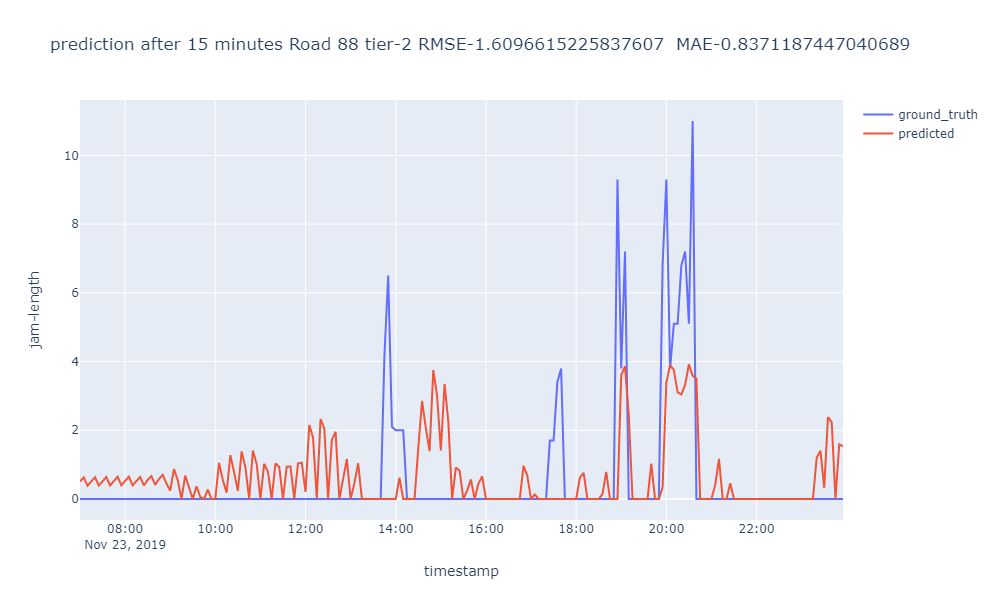 prediction after 15 minutes Road 88 tier-2 RMSE-1.6096615225837607  MAE-0.8371187447040689
ground_truth
predicted
10
8
6
4
2
0
jam-length
08:00 10:00 12:00 14:00 16:00 18:00 20:00 22:00
Nov 23, 2019
timestamp